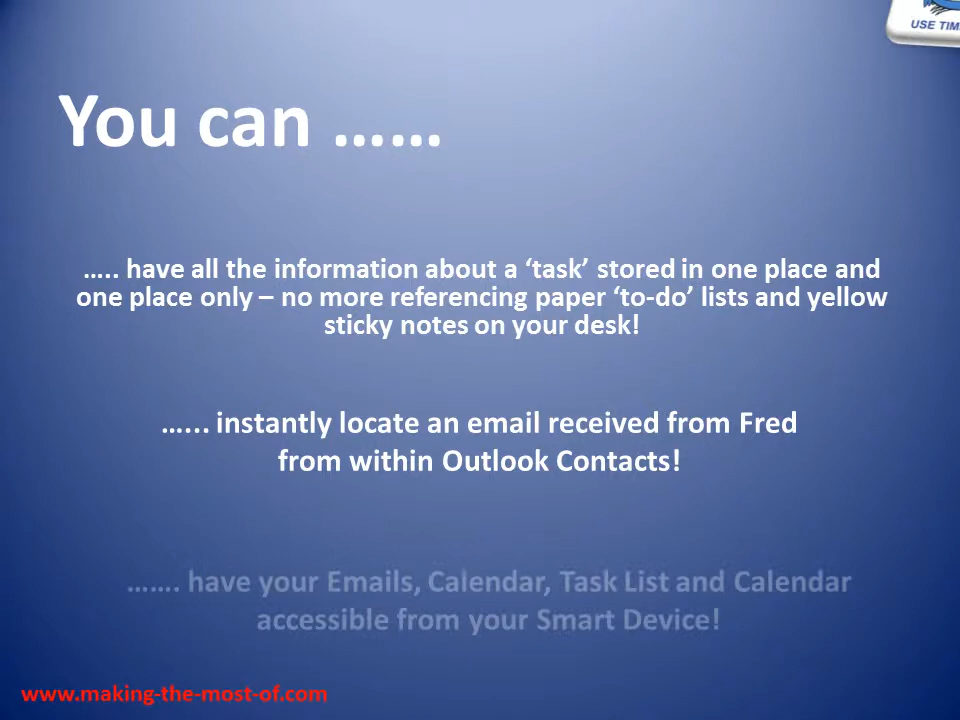 USE TIM
You can ……
….. have all the information about a ‘task’ stored in one place and
one place only – no more referencing paper ‘to-do’ lists and yellow
sticky notes on your desk!
…... instantly locate an email received from Fred
from within Outlook Contacts!
……. have your Emails, Calendar, Task List and Calendar
accessible from your Smart Device!
www.making-the-most-of.com